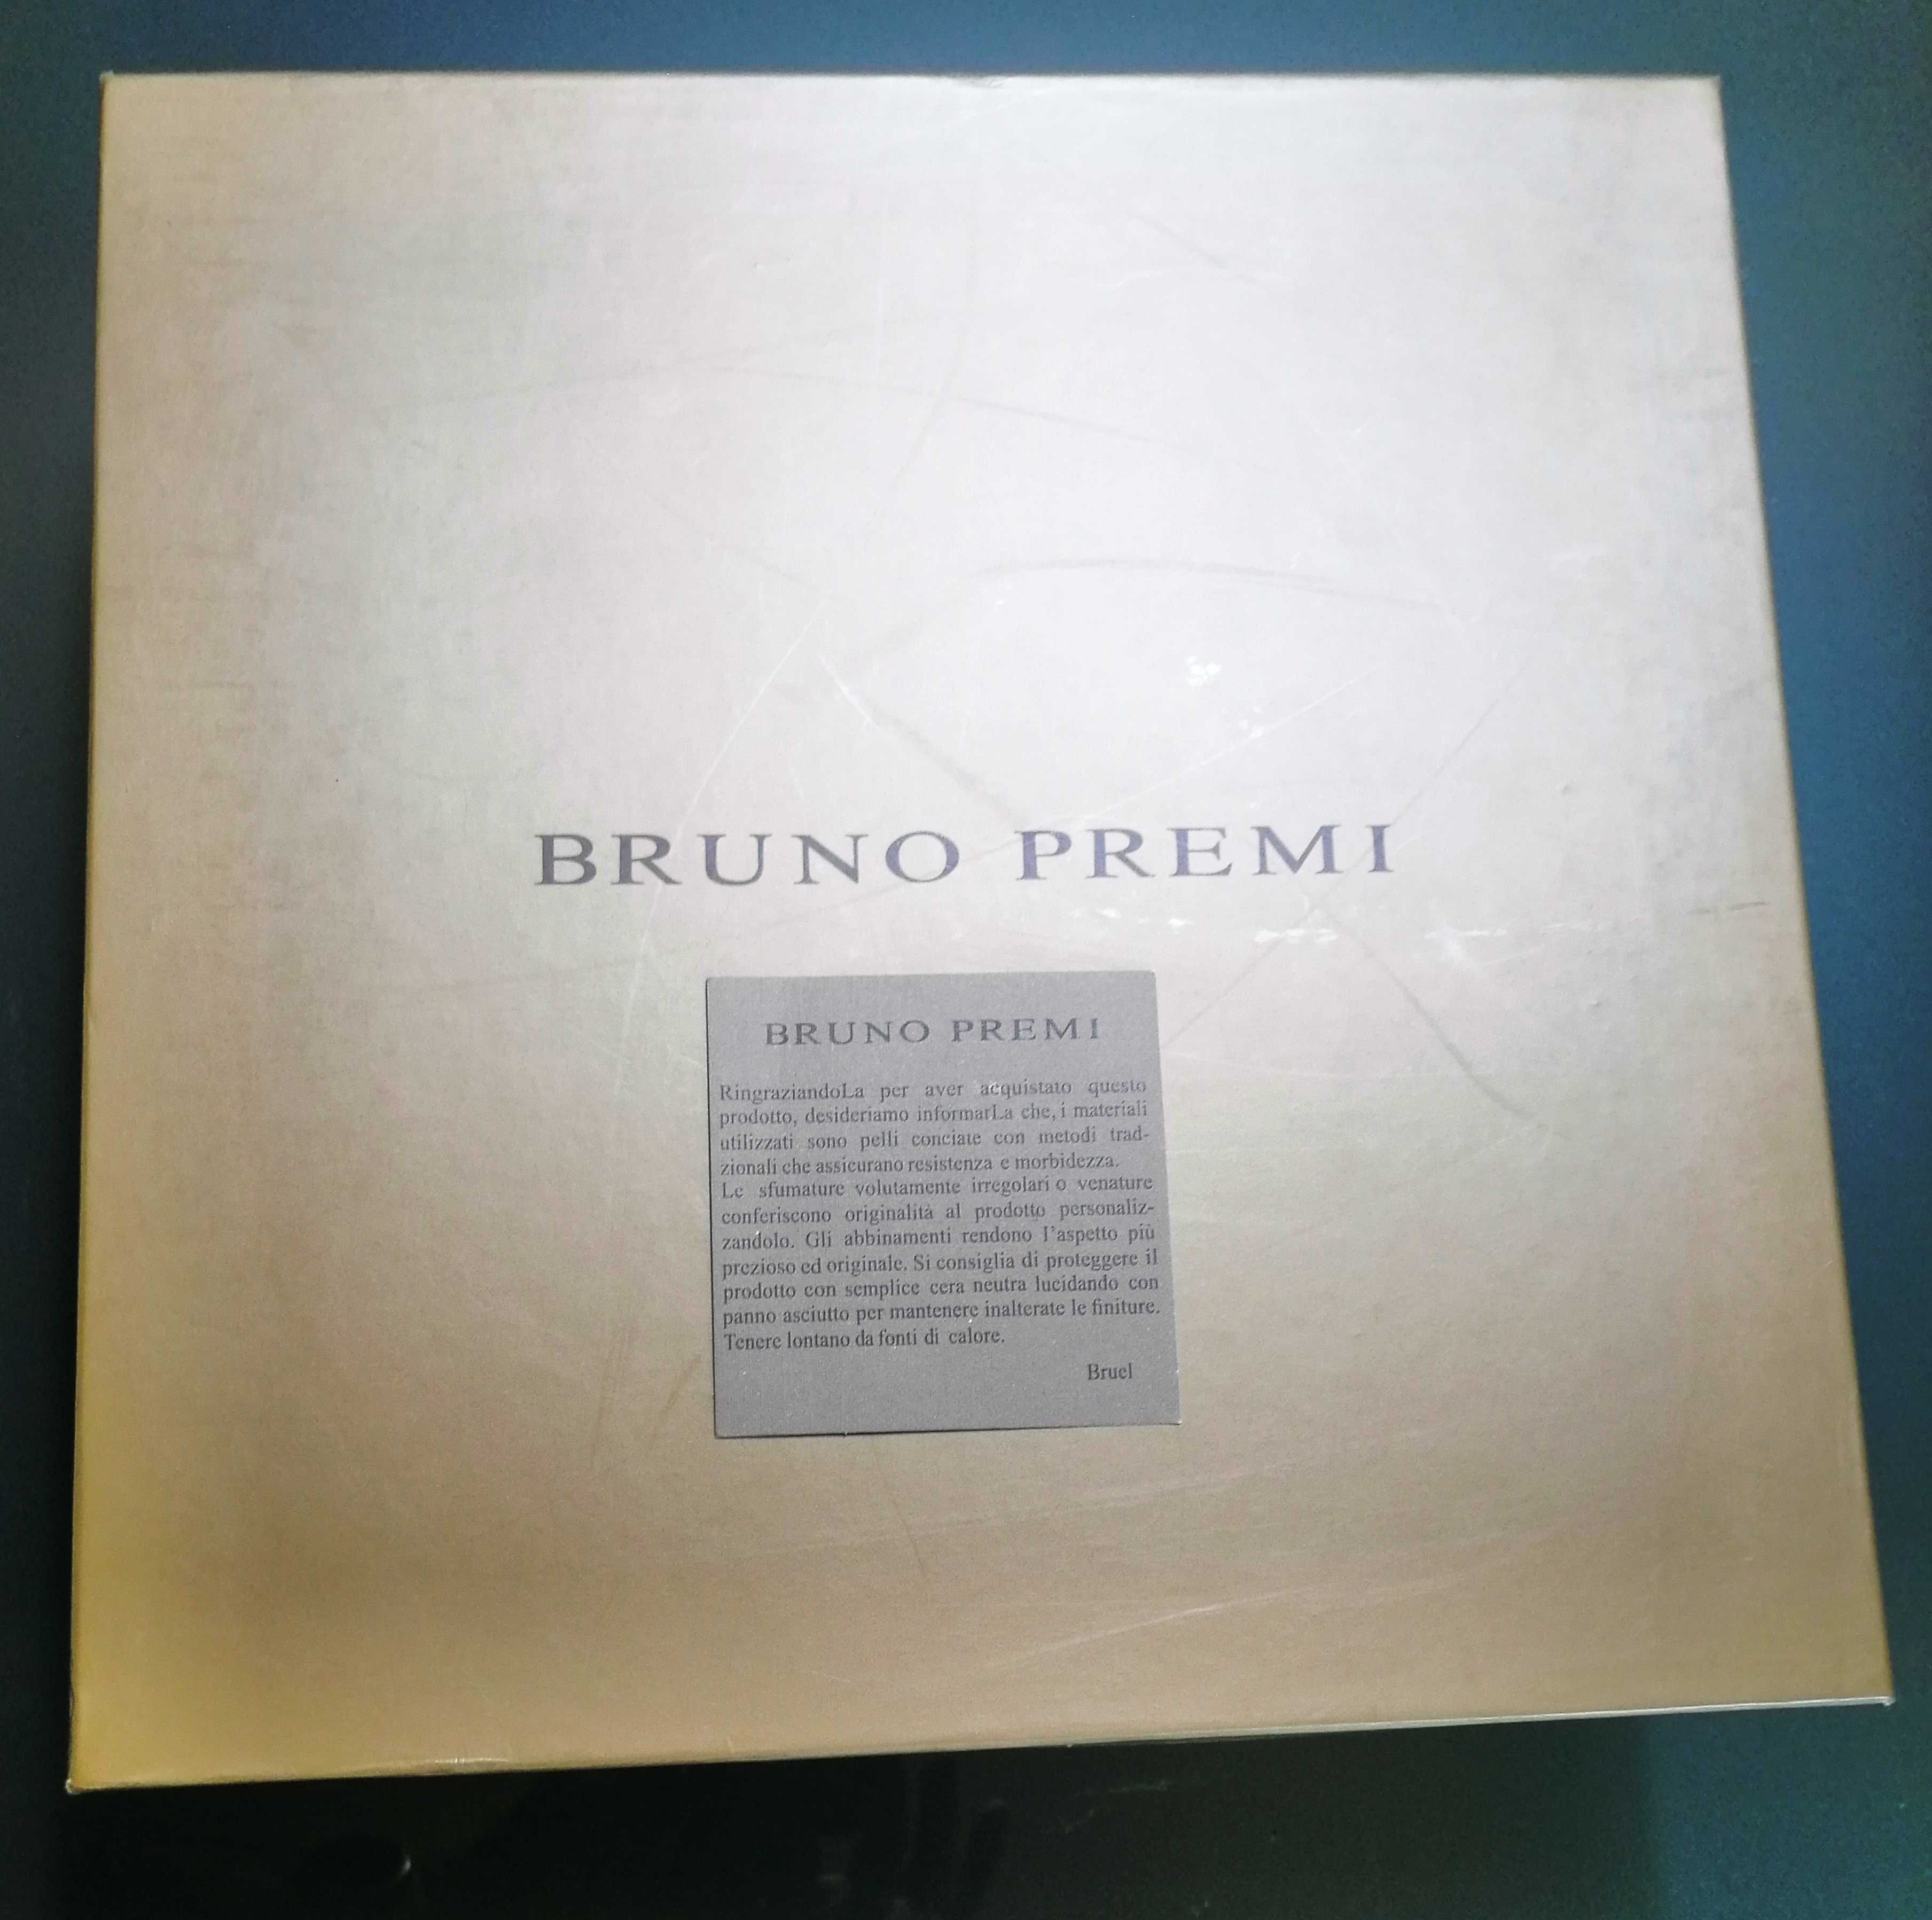 BRUNO PREMI
BRUNO PREMI
RingraziandoLa per aver acquistato questo
prodotto, desideriamo informarLa che, i materiali
utilizzati sono pelli conciate con metodi trad-
zionali che assicurano resistenza e morbidezza.
Le sfumature volutamente irregolari o venature
conferiscono originalità al prodotto personaliz-
zandolo. Gli abbinamenti rendono l'aspetto più
prezioso ed originale. Si consiglia di proteggere il
prodotto con semplice cera neutra lucidando con
panno asciutto per mantenere inalterate le finiture.
Tenere lontano da fonti di calore.
Bruel